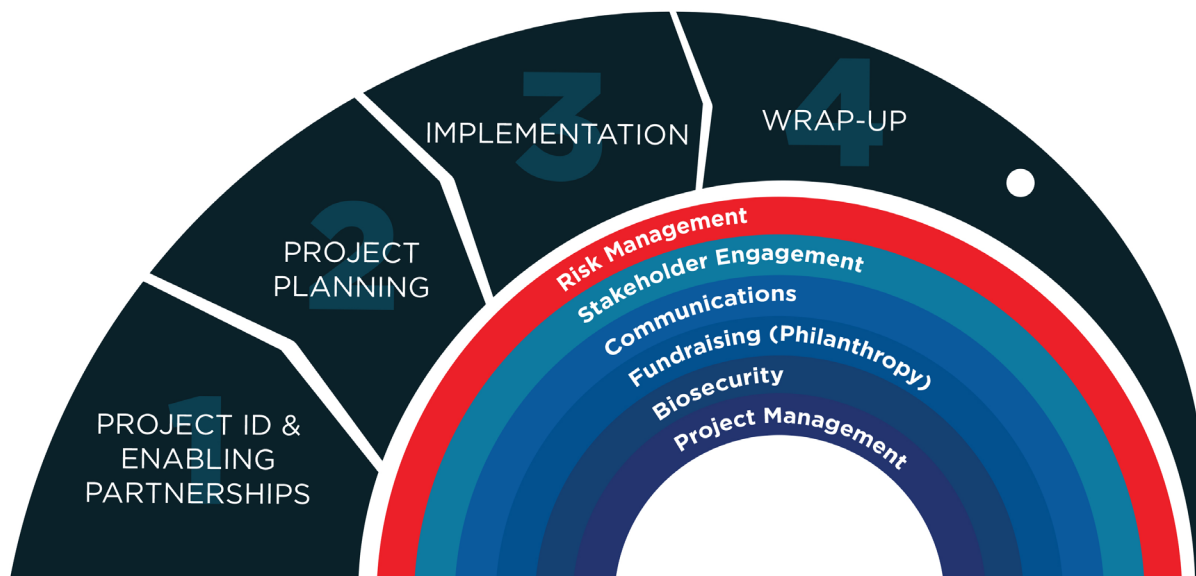 1
PROJECT ID &
ENABLING
PARTNERSHIPS
2
PROJECT
PLANNING
3
IMPLEMENTATION
4
WRAP-UP
Risk Management
Stakeholder Engagement
Communications
Fundraising (Philanthropy)
Biosecurity
Project Management